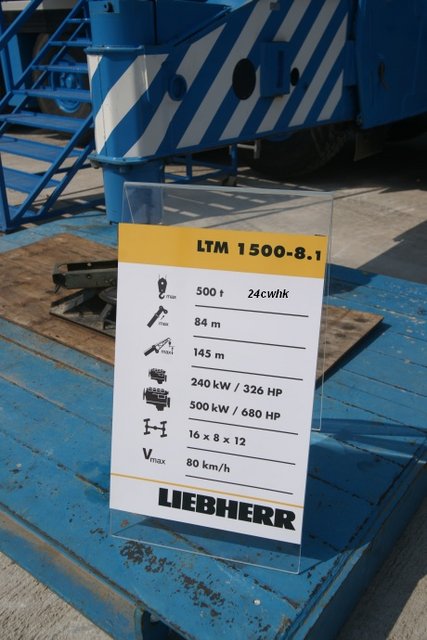 LTM 1500-8.1
max 500 t 24cwhk
max 84 m
max 145 m
240 kW / 326 HP
500 kW / 680 HP
16 x 8 x 12
Vmax 80 km/h
LIEBHERR